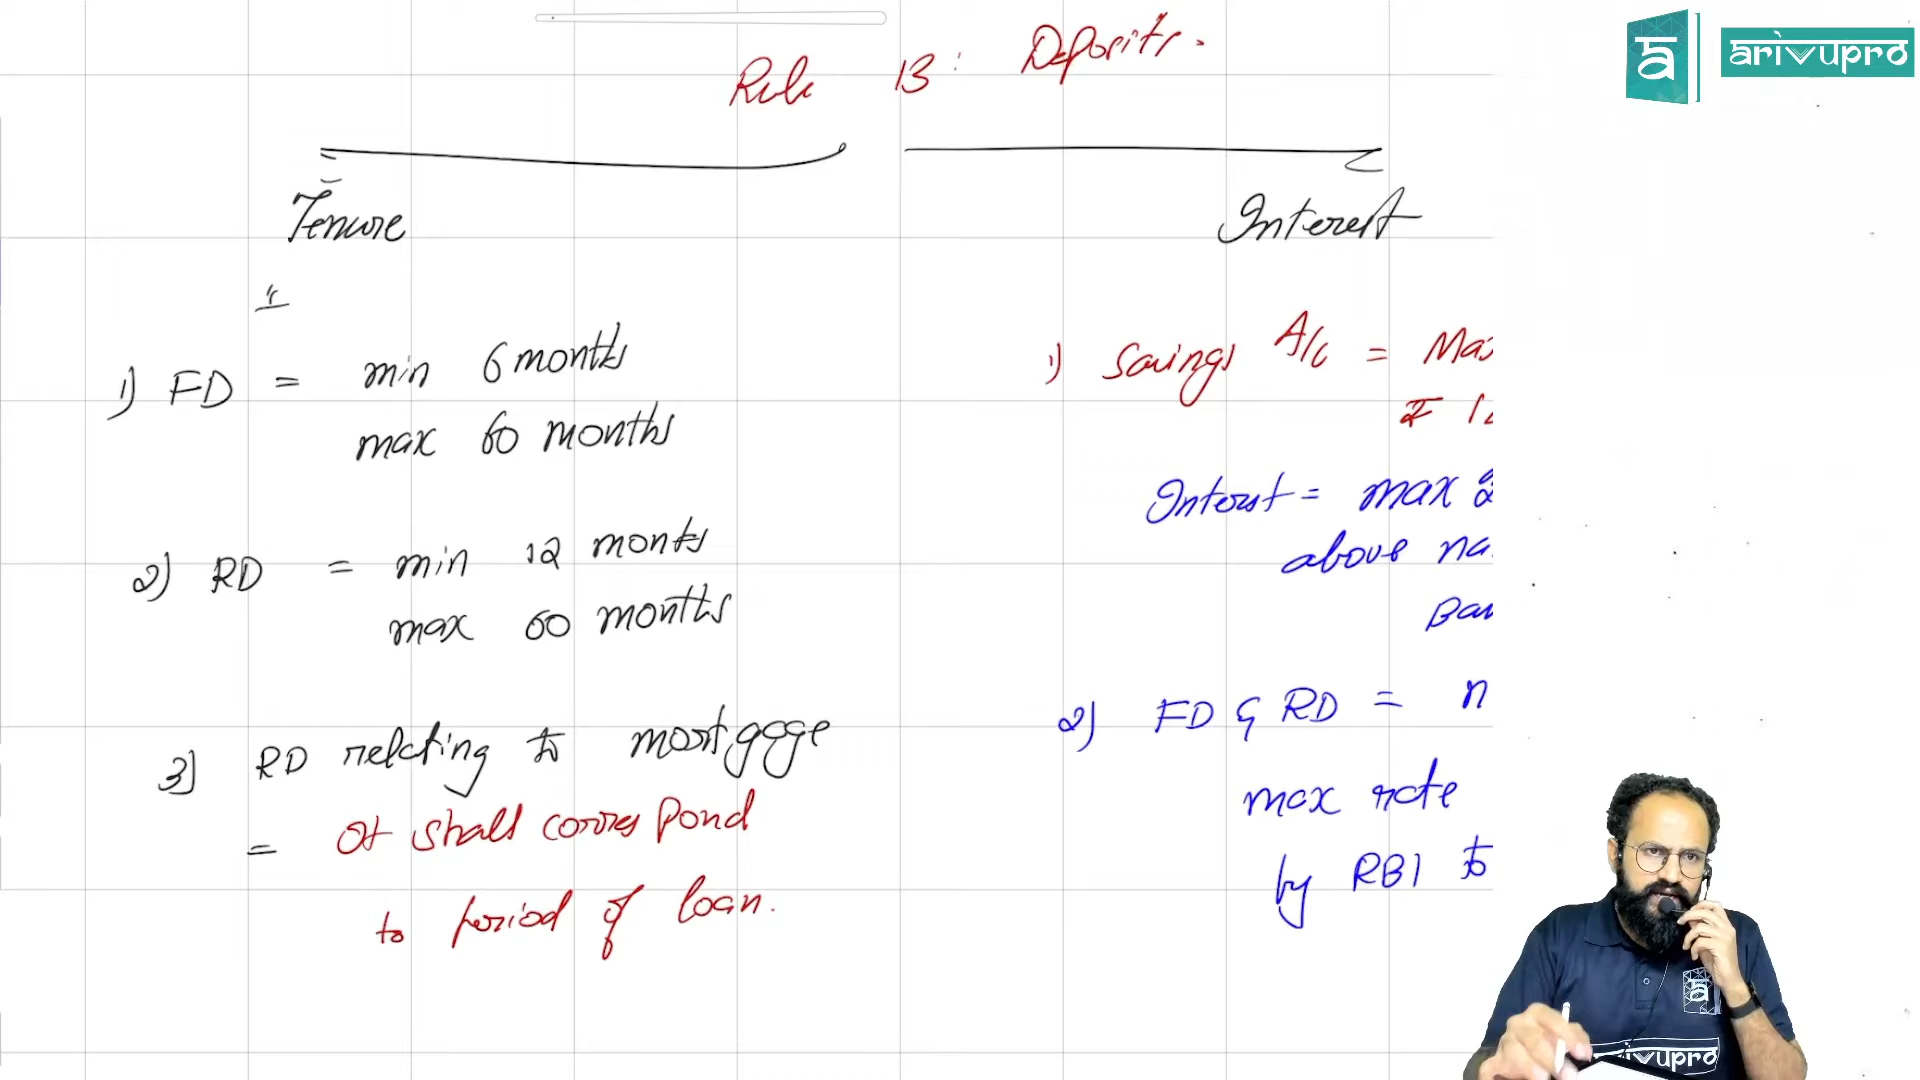 Rule 13: Deposits.
Tenure
1) FD = min 6 months
max 60 months
2) RD = min 12 months
max 60 months
3) RD relating to mortgage
= It shall correspond
to period of loan.
Interest
1) Savings A/c =
Interest = max
above
2) FD & RD =
max rate
by RBI to
arivupro
arivupro